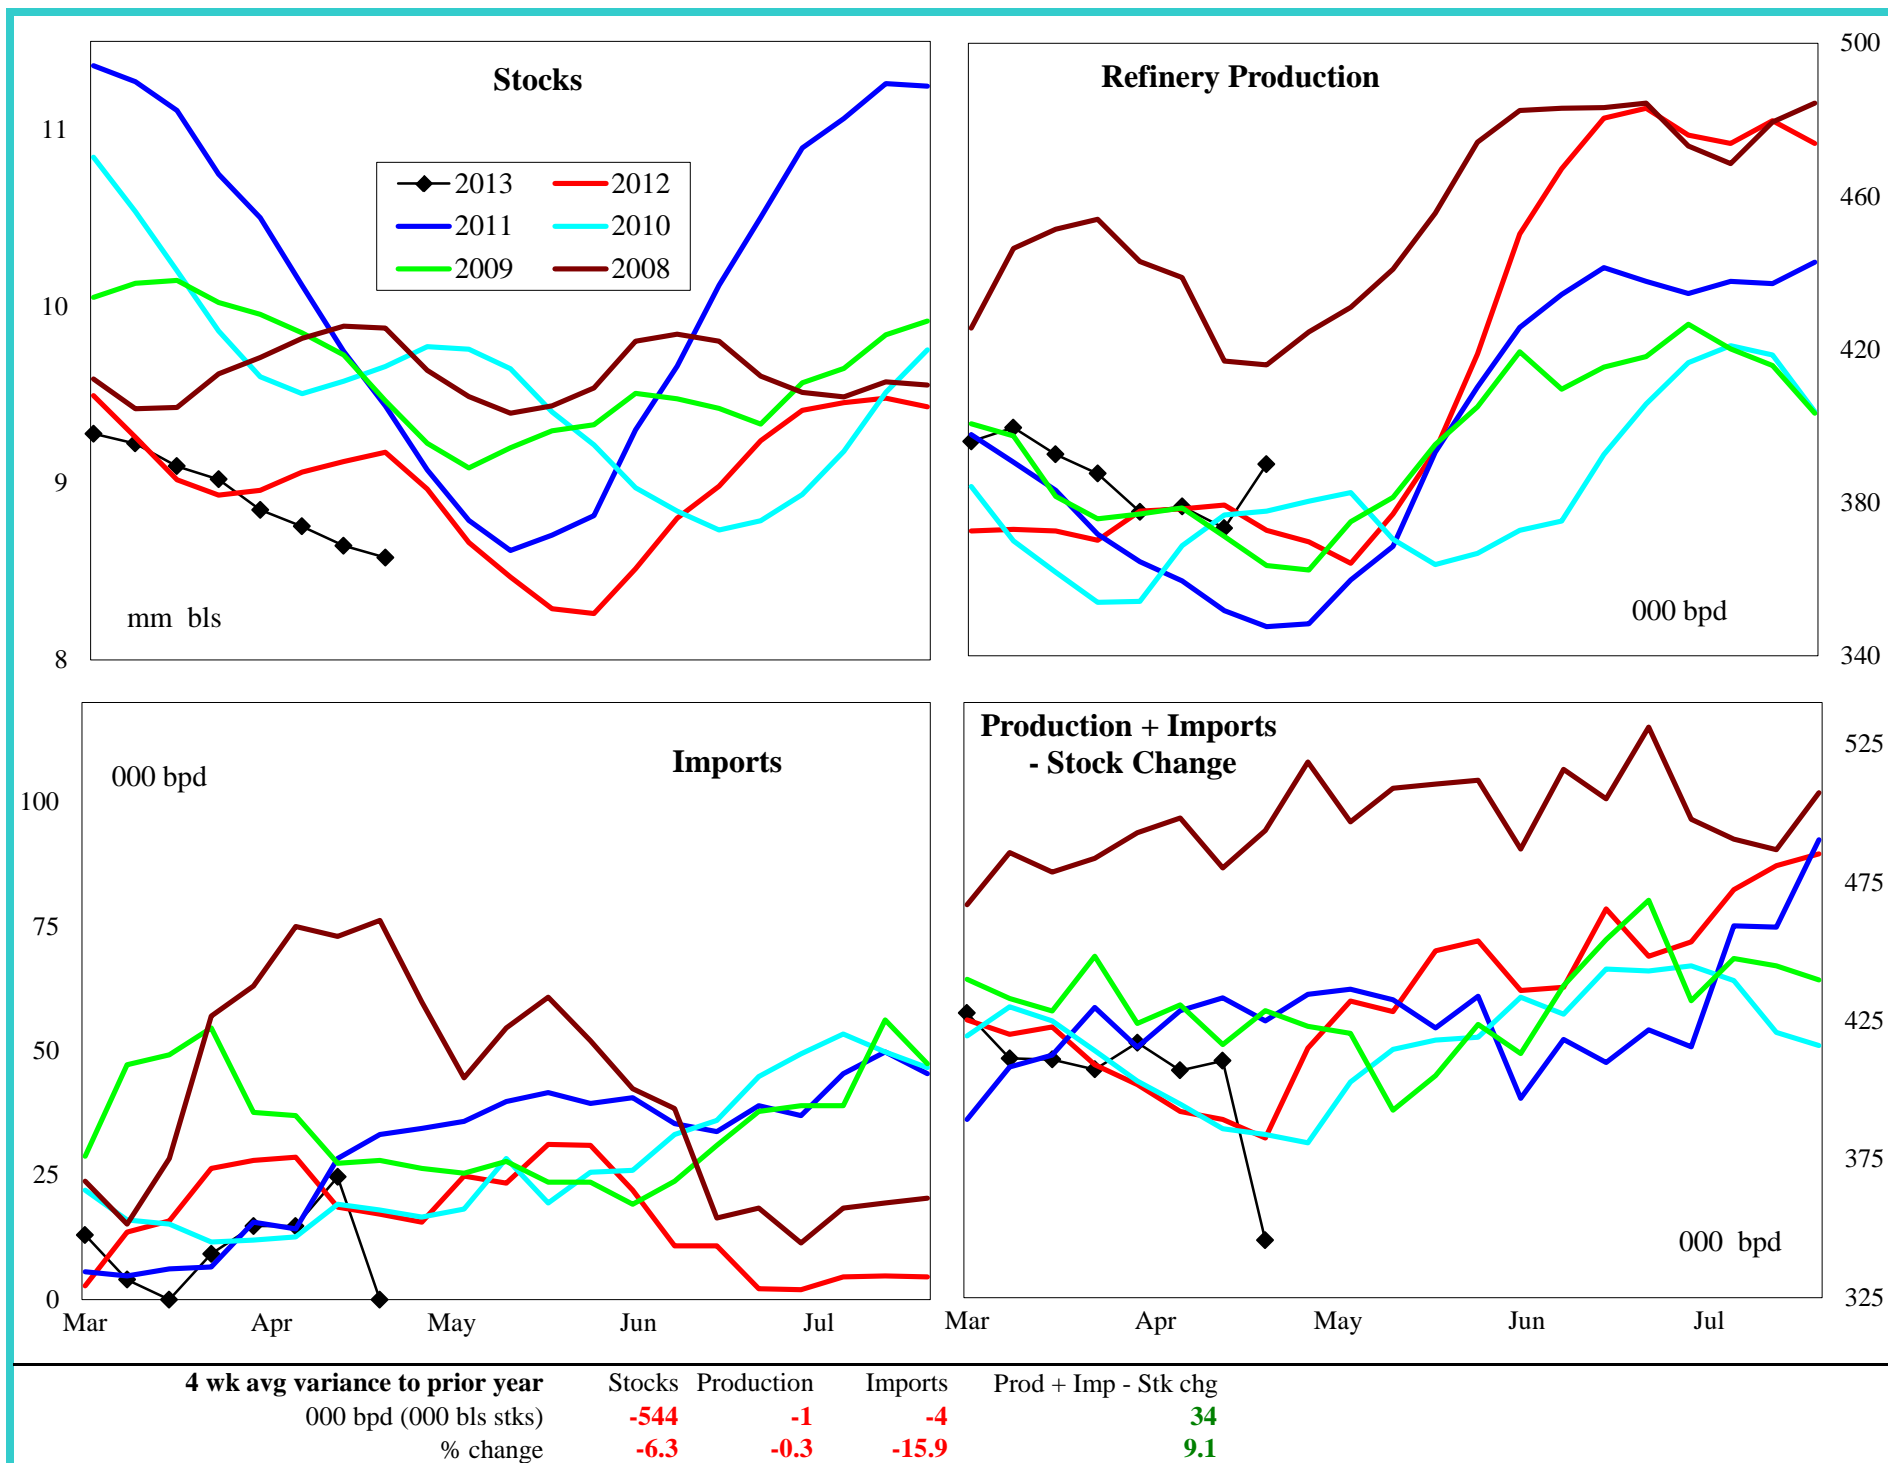 Stocks
11
10
9
8
2013
2012
2011
2010
2009
2008
mm bls
Refinery Production
500
460
420
380
340
000 bpd
Imports
000 bpd
100
75
50
25
0
Mar Apr May Jun Jul
Production + Imports
- Stock Change
525
475
425
375
325
000 bpd
Mar Apr May Jun Jul
4 wk avg variance to prior year Stocks Production Imports Prod + Imp - Stk chg
000 bpd (000 bls stks) -544 -1 -4 34
% change -6.3 -0.3 -15.9 9.1